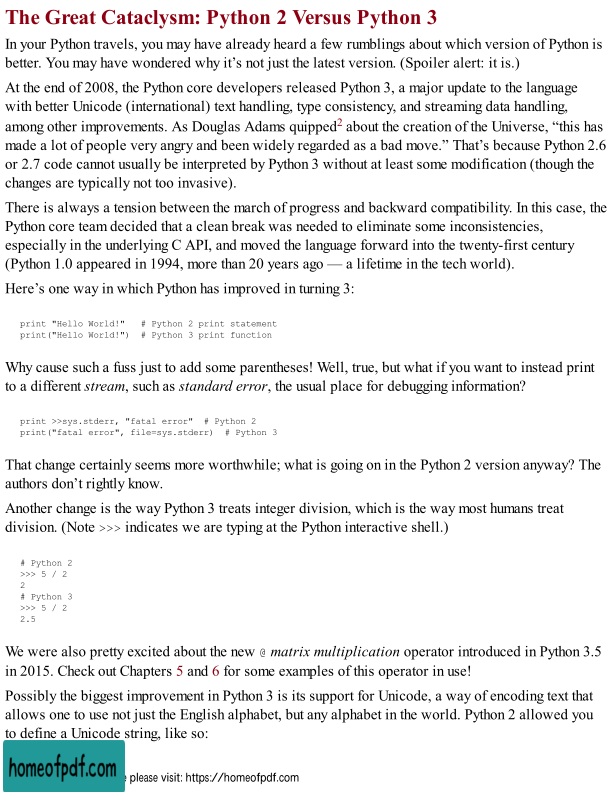 The Great Cataclysm: Python 2 Versus Python 3
In your Python travels, you may have already heard a few rumblings about which version of Python is
better. You may have wondered why it’s not just the latest version. (Spoiler alert: it is.)
At the end of 2008, the Python core developers released Python 3, a major update to the language
with better Unicode (international) text handling, type consistency, and streaming data handling,
among other improvements. As Douglas Adams quipped2 about the creation of the Universe, “this has
made a lot of people very angry and been widely regarded as a bad move.” That’s because Python 2.6
or 2.7 code cannot usually be interpreted by Python 3 without at least some modification (though the
changes are typically not too invasive).
There is always a tension between the march of progress and backward compatibility. In this case, the
Python core team decided that a clean break was needed to eliminate some inconsistencies,
especially in the underlying C API, and moved the language forward into the twenty-first century
(Python 1.0 appeared in 1994, more than 20 years ago — a lifetime in the tech world).
Here’s one way in which Python has improved in turning 3:
print "Hello World!"   # Python 2 print statement
print("Hello World!")  # Python 3 print function
Why cause such a fuss just to add some parentheses! Well, true, but what if you want to instead print
to a different stream, such as standard error, the usual place for debugging information?
print >>sys.stderr, "fatal error"  # Python 2
print("fatal error", file=sys.stderr)  # Python 3
That change certainly seems more worthwhile; what is going on in the Python 2 version anyway? The
authors don’t rightly know.
Another change is the way Python 3 treats integer division, which is the way most humans treat
division. (Note >>> indicates we are typing at the Python interactive shell.)
# Python 2
>>> 5 / 2
2
# Python 3
>>> 5 / 2
2.5
We were also pretty excited about the new @ matrix multiplication operator introduced in Python 3.5
in 2015. Check out Chapters 5 and 6 for some examples of this operator in use!
Possibly the biggest improvement in Python 3 is its support for Unicode, a way of encoding text that
allows one to use not just the English alphabet, but any alphabet in the world. Python 2 allowed you
to define a Unicode string, like so:
homeofpdf.com
please visit: https://homeofpdf.com